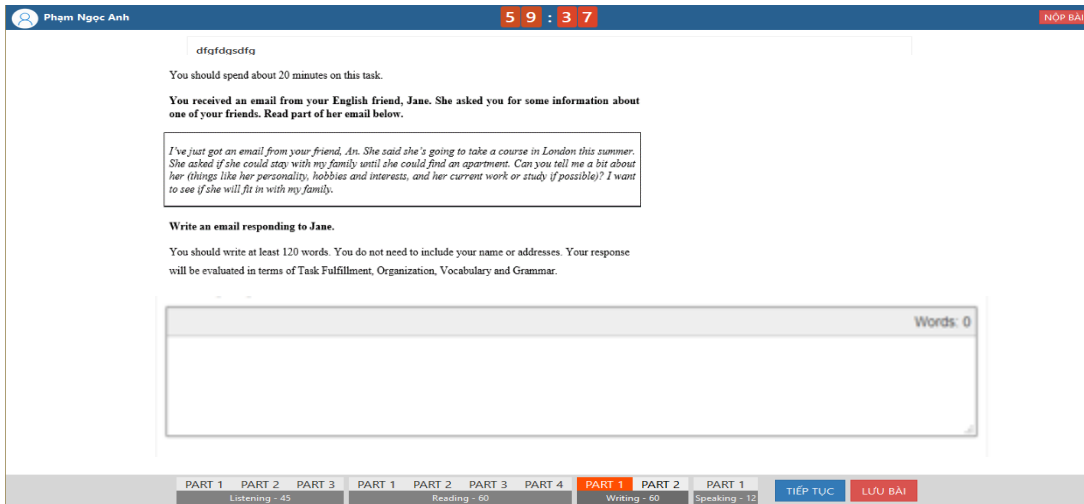 Phạm Ngọc Anh
59:37
NỘP BÀI
dfgfdgsdfg
You should spend about 20 minutes on this task.
You received an email from your English friend, Jane. She asked you for some information about
one of your friends. Read part of her email below.
I've just got an email from your friend, An. She said she's going to take a course in London this summer.
She asked if she could stay with my family until she could find an apartment. Can you tell me a bit about
her (things like her personality, hobbies and interests, and her current work or study if possible)? I want
to see if she will fit in with my family.
Write an email responding to Jane.
You should write at least 120 words. You do not need to include your name or addresses. Your response
will be evaluated in terms of Task Fulfillment, Organization, Vocabulary and Grammar.
Words: 0
PART 1 PART 2 PART 3 PART 1 PART 2 PART 3 PART 4 PART 1 PART 2 PART 1
Listening - 45 Reading - 60 Writing - 60 Speaking - 12
TIẾP TỤC LƯU BÀI